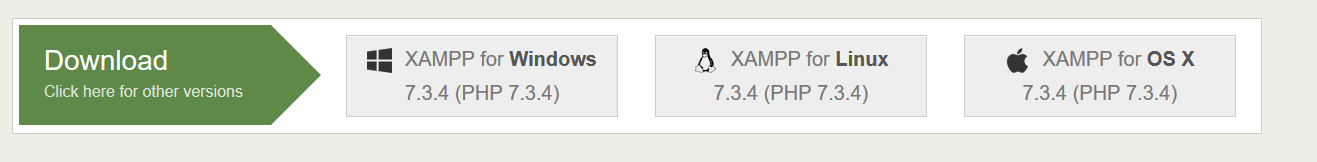 Download
Click here for other versions
XAMPP for Windows
7.3.4 (PHP 7.3.4)
XAMPP for Linux
7.3.4 (PHP 7.3.4)
XAMPP for OS X
7.3.4 (PHP 7.3.4)